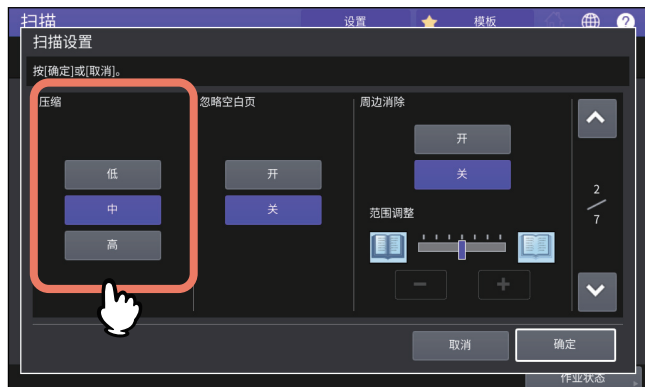 扫描
设置
模板
?
扫描设置
按[确定]或[取消]。
压缩
忽略空白页
周边消除
低
中
高
开
关
开
关
范围调整
2
7
取消
确定
作业状态